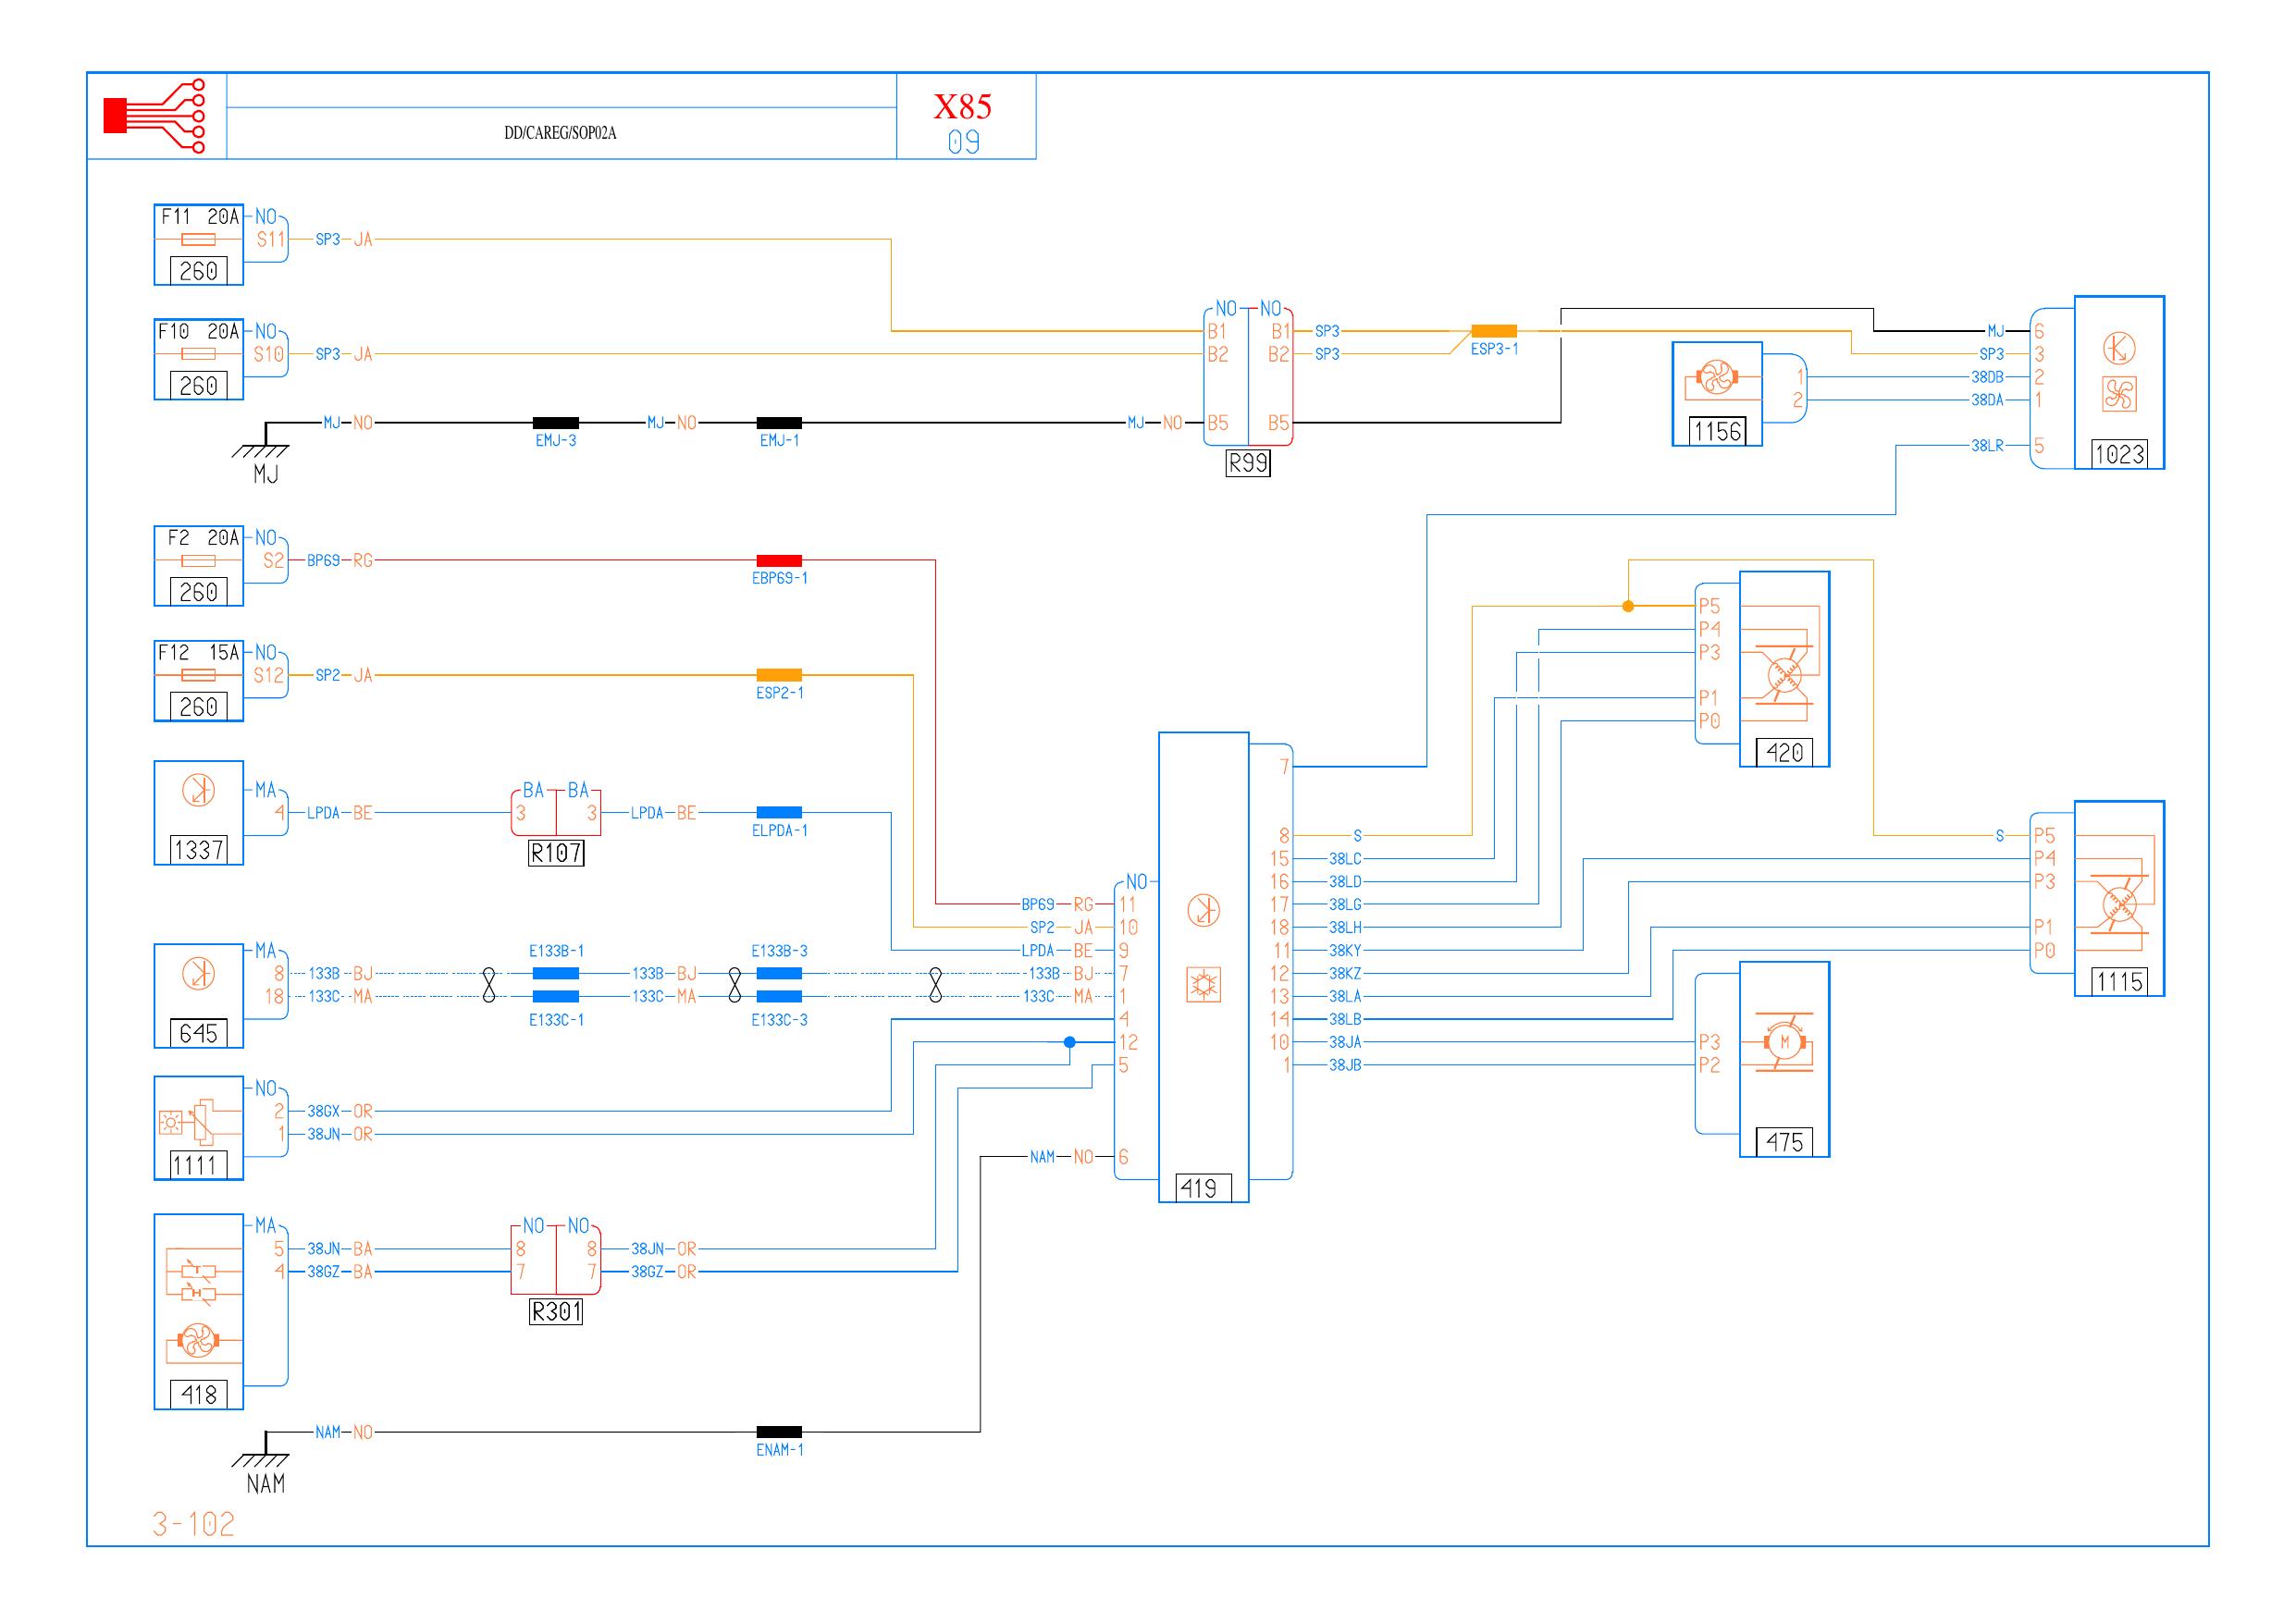 X85
DD/CAREG/SOP02A
09
F11 20A NO
S11 SP3 JA
260
NO NO
F10 20A NO
B1 B1 SP3
MJ 6
S10 SP3 JA
B2 B2 SP3
ESP3-1
SP3 3
260
1 38DB 2
2 38DA 1
MJ NO MJ NO MJ NO B5 B5
EMJ-3 EMJ-1
1156
38LR 5
R99
1023
MJ
F2 20A NO
S2 BP69 RG
EBP69-1
260
P5
P4
F12 15A NO
P3
S12 SP2 JA
ESP2-1
P1
260
P0
420
7
MA BA BA
4 LPDA BE 3 3 LPDA BE
ELPDA-1
8 S
S P5
1337
R107
15 38LC
P4
NO
16 38LD
P3
BP69 RG 11
17 38LG
SP2 JA 10
18 38LH
P1
MA E133B-1 E133B-3
LPDA BE 9
11 38KY
P0
8 133B BJ 133B BJ 133B BJ 7
12 38KZ
1115
18 133C MA 133C MA 133C MA 1
13 38LA
E133C-1 E133C-3
4
14 38LB
645
12
10 38JA P3
M
5
1 38JB P2
NO
2 38GX OR
1 38JN OR
475
1111
NAM NO 6
419
MA NO NO
5 38JN BA 8 8 38JN OR
4 38GZ BA 7 7 38GZ OR
R301
418
NAM NO
ENAM-1
NAM
3-102